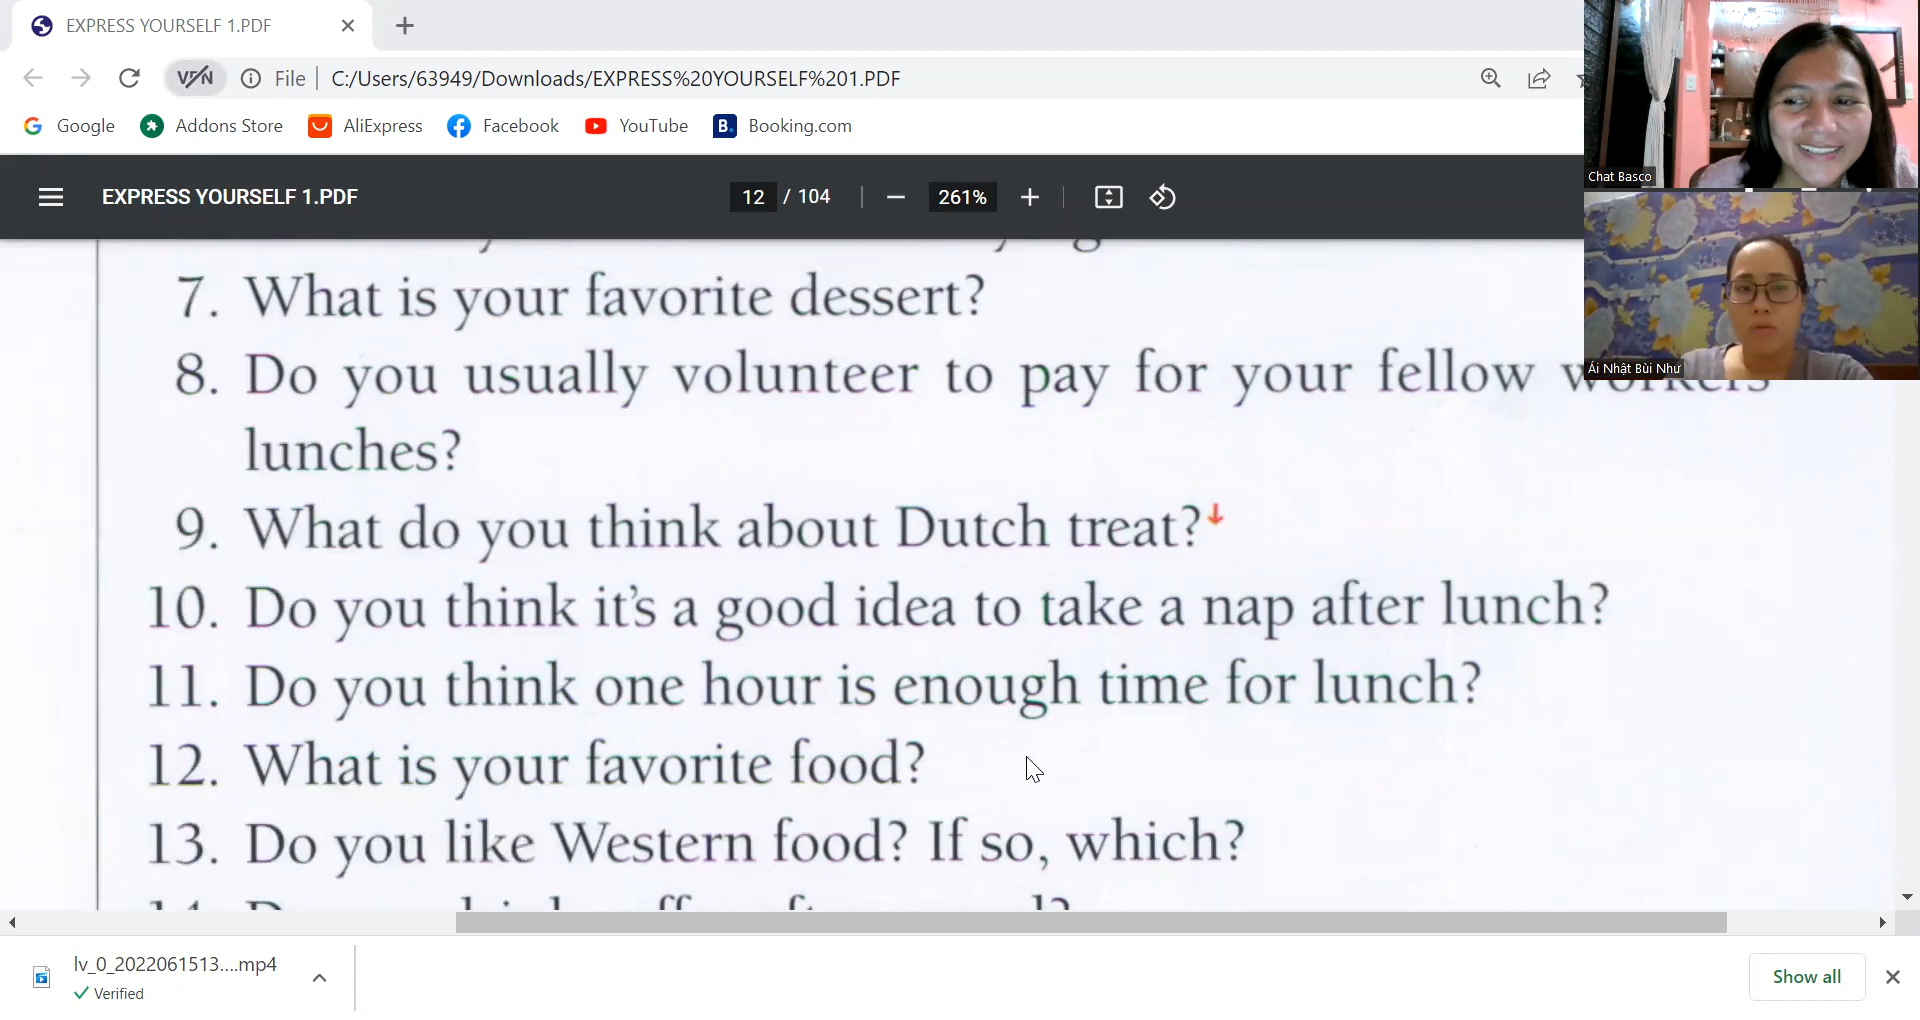 EXPRESS YOURSELF 1.PDF
VPN
File
C:/Users/63949/Downloads/EXPRESS%20YOURSELF%201.PDF
Google
Addons Store
AliExpress
Facebook
YouTube
B.
Booking.com
EXPRESS YOURSELF 1.PDF
12 / 104
261%
Chat Basco
Ái Nhật Bùi Như
7. What is your favorite dessert?
8. Do you usually volunteer to pay for your fellow workers
lunches?
9. What do you think about Dutch treat?
10. Do you think it's a good idea to take a nap after lunch?
11. Do you think one hour is enough time for lunch?
12. What is your favorite food?
13. Do you like Western food? If so, which?
lv_0_2022061513....mp4
Verified
Show all